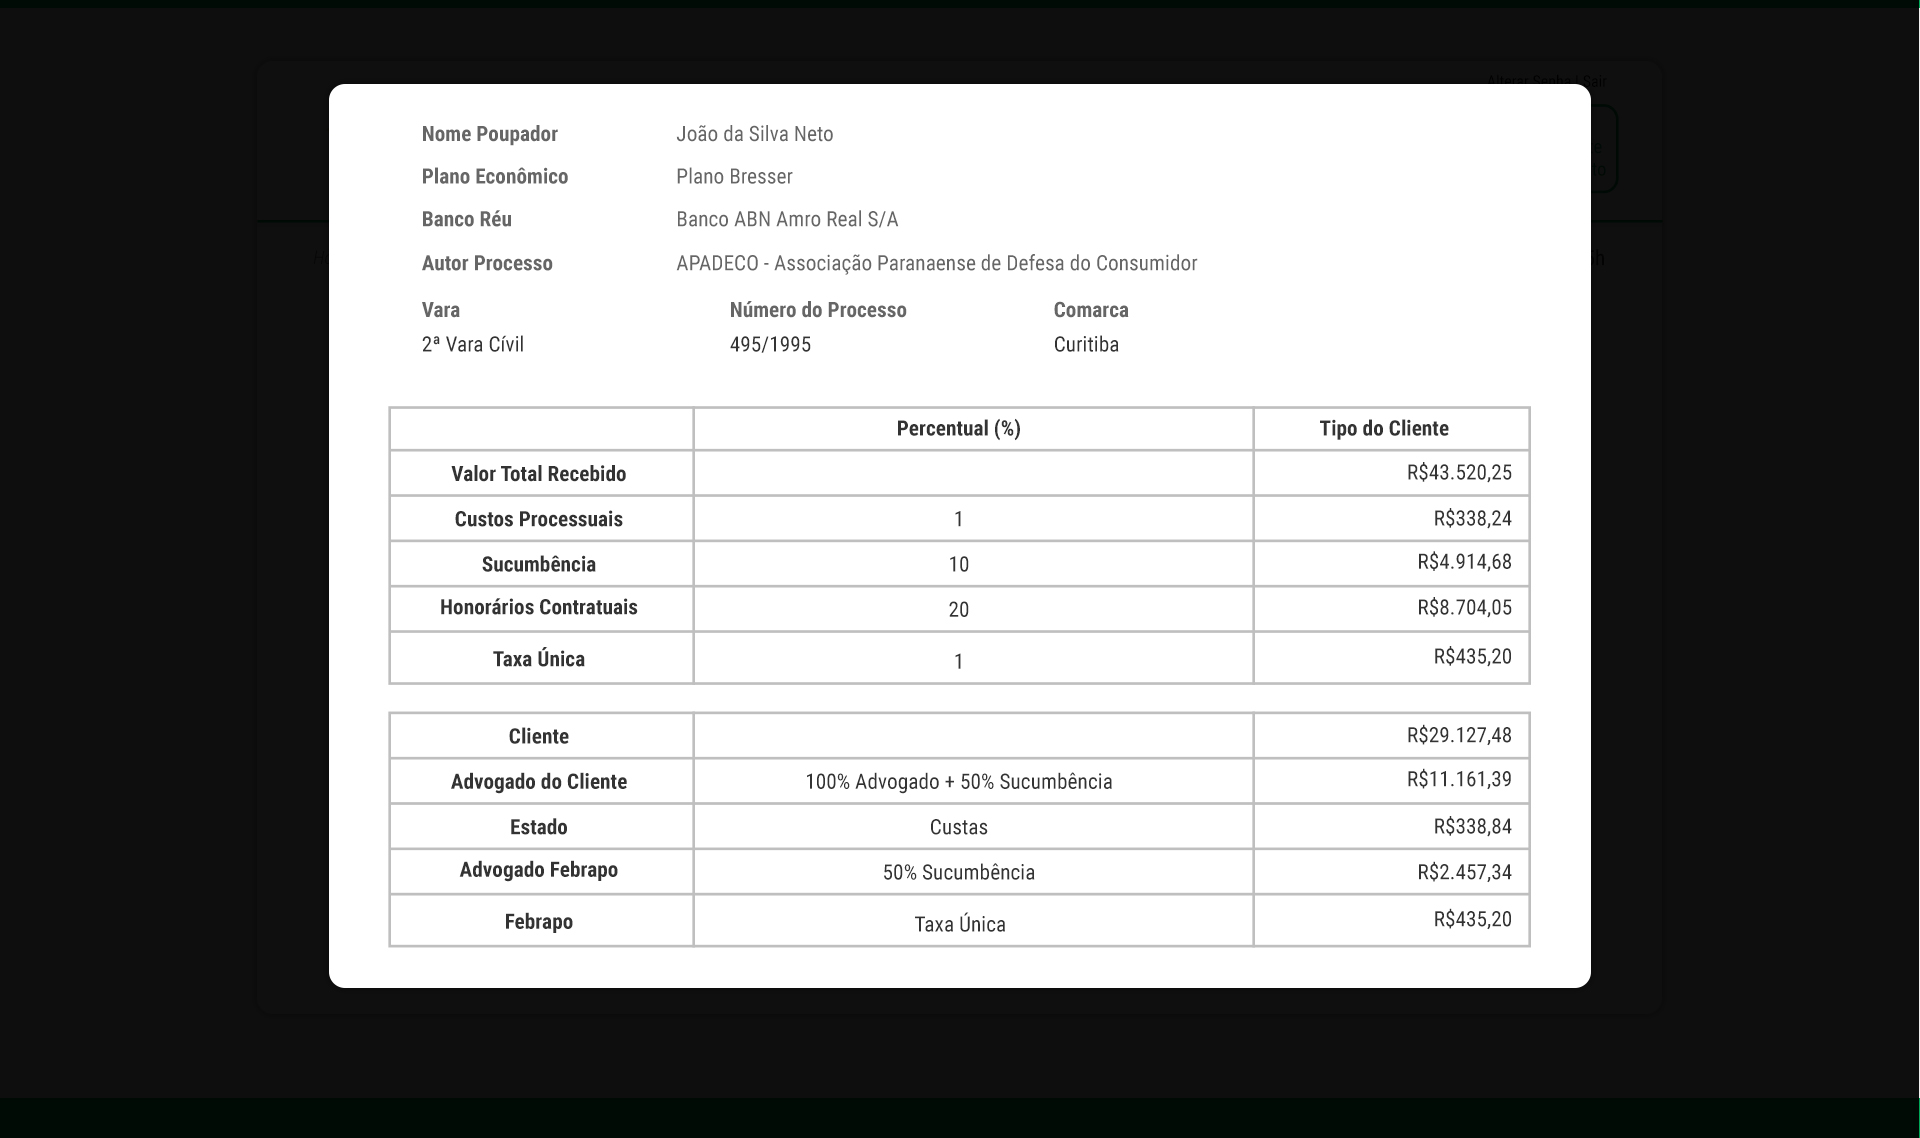 Alterar Senha | Sair
Nome Poupador João da Silva Neto
Plano Econômico Plano Bresser
Banco Réu Banco ABN Amro Real S/A
Autor Processo APADECO - Associação Paranaense de Defesa do Consumidor
Vara Número do Processo Comarca
2ª Vara Cívil 495/1995 Curitiba
Percentual (%) Tipo do Cliente
Valor Total Recebido R$43.520,25
Custos Processuais 1 R$338,24
Sucumbência 10 R$4.914,68
Honorários Contratuais 20 R$8.704,05
Taxa Única 1 R$435,20
Cliente R$29.127,48
Advogado do Cliente 100% Advogado + 50% Sucumbência R$11.161,39
Estado Custas R$338,84
Advogado Febrapo 50% Sucumbência R$2.457,34
Febrapo Taxa Única R$435,20